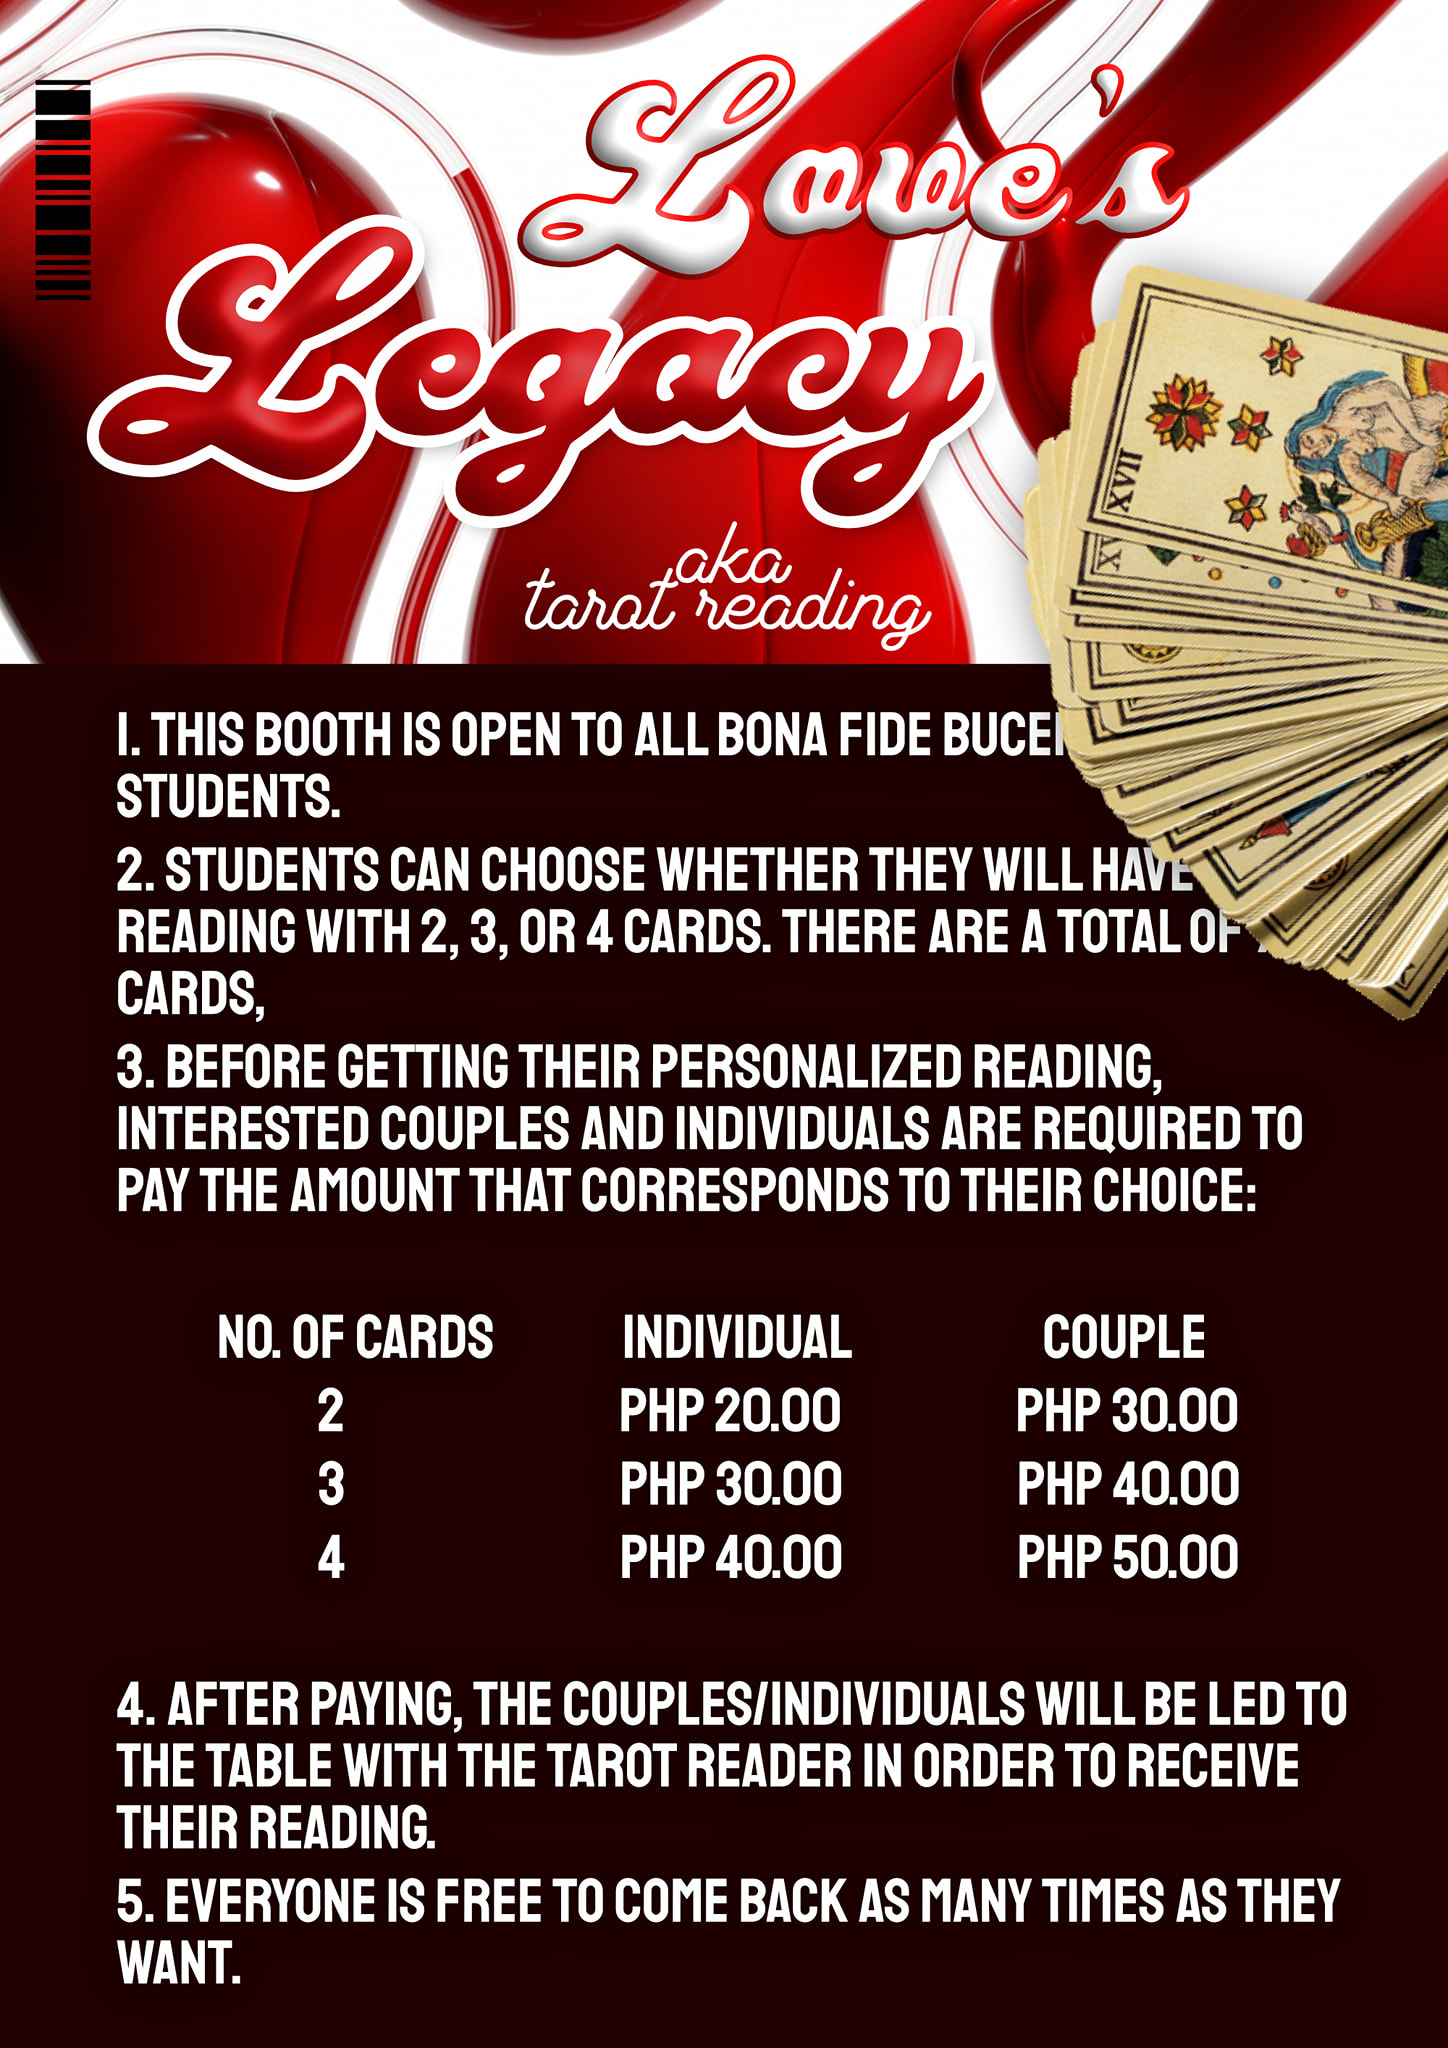 Love's
Legacy
aka
tarot reading
XVII
1. THIS BOOTH IS OPEN TO ALL BONA FIDE
STUDENTS.
2. STUDENTS CAN CHOOSE WHETHER THEY WILL HAVE
READING WITH 2, 3, OR 4 CARDS. THERE ARE A TOTAL OF
CARDS,
3. BEFORE GETTING THEIR PERSONALIZED READING,
INTERESTED COUPLES AND INDIVIDUALS ARE REQUIRED TO
PAY THE AMOUNT THAT CORRESPONDS TO THEIR CHOICE:
NO. OF CARDS INDIVIDUAL COUPLE
2 PHP 20.00 PHP 30.00
3 PHP 30.00 PHP 40.00
4 PHP 40.00 PHP 50.00
4. AFTER PAYING, THE COUPLES/INDIVIDUALS WILL BE LED TO
THE TABLE WITH THE TAROT READER IN ORDER TO RECEIVE
THEIR READING.
5. EVERYONE IS FREE TO COME BACK AS MANY TIMES AS THEY
WANT.